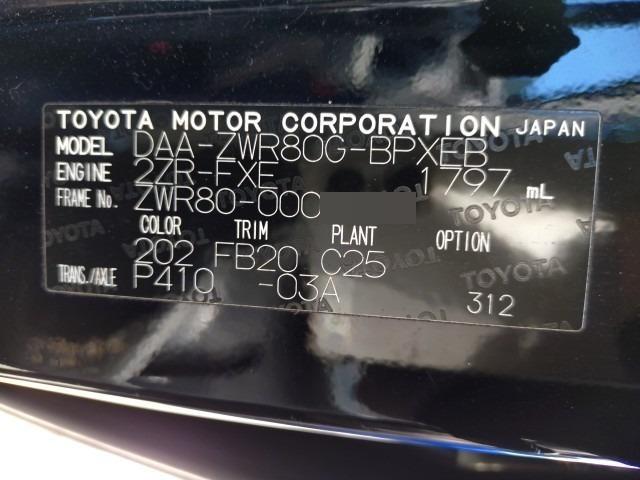 TOYOTA MOTOR CORPORATION JAPAN
MODEL DAA-ZWR80G-BPXEB
ENGINE 2ZR-FXE 1797 mL
FRAME No. ZWR80-000
COLOR TRIM PLANT OPTION
202 FB20 C25
TRANS./AXLE P410 -03A 312